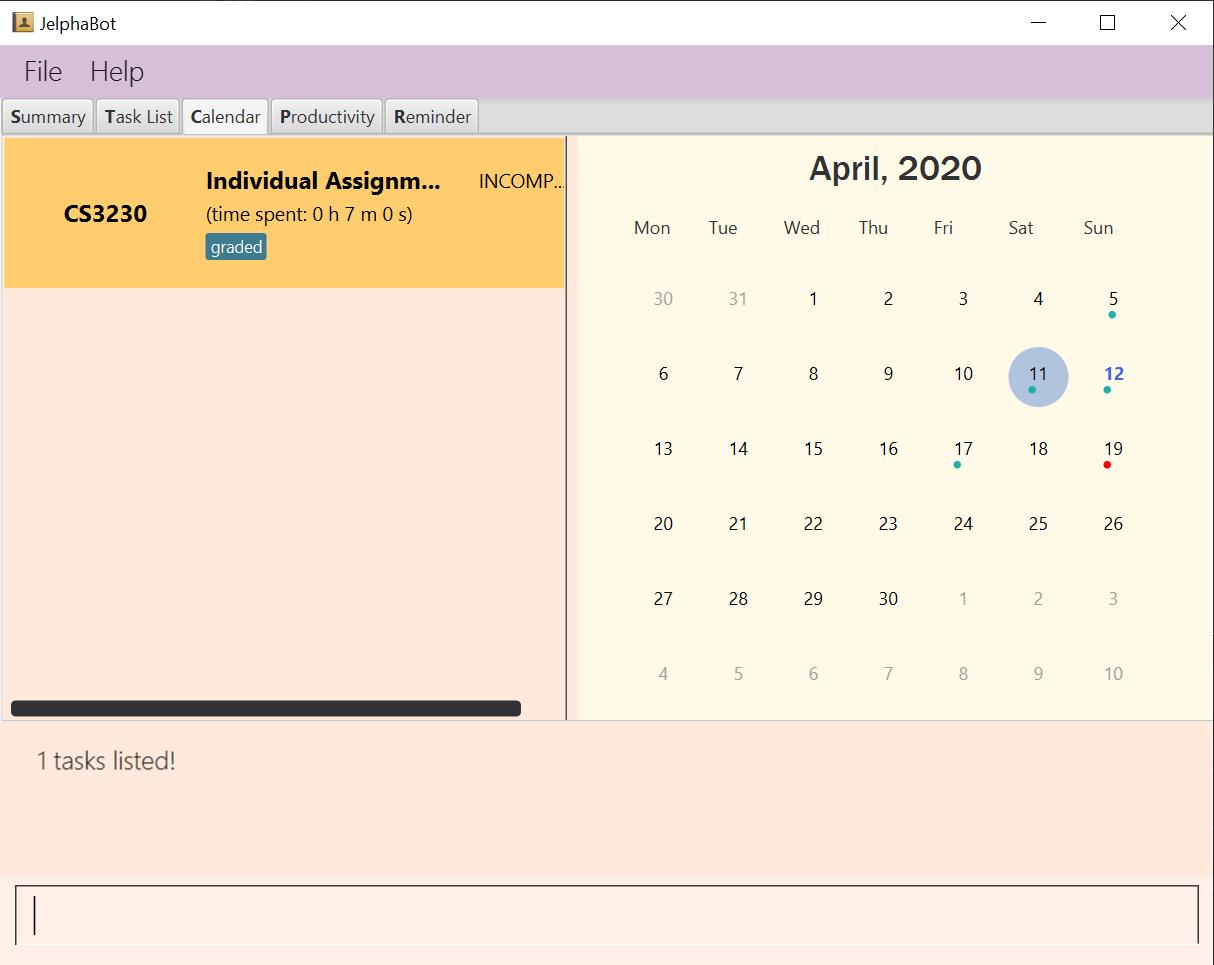 JelphaBot
File Help
Summary Task List Calendar Productivity Reminder
CS3230
Individual Assignm...
INCOMP...
(time spent: 0 h 7 m 0 s)
graded
April, 2020
Mon Tue Wed Thu Fri Sat Sun
30 31 1 2 3 4 5
6 7 8 9 10 11 12
13 14 15 16 17 18 19
20 21 22 23 24 25 26
27 28 29 30 1 2 3
4 5 6 7 8 9 10
1 tasks listed!